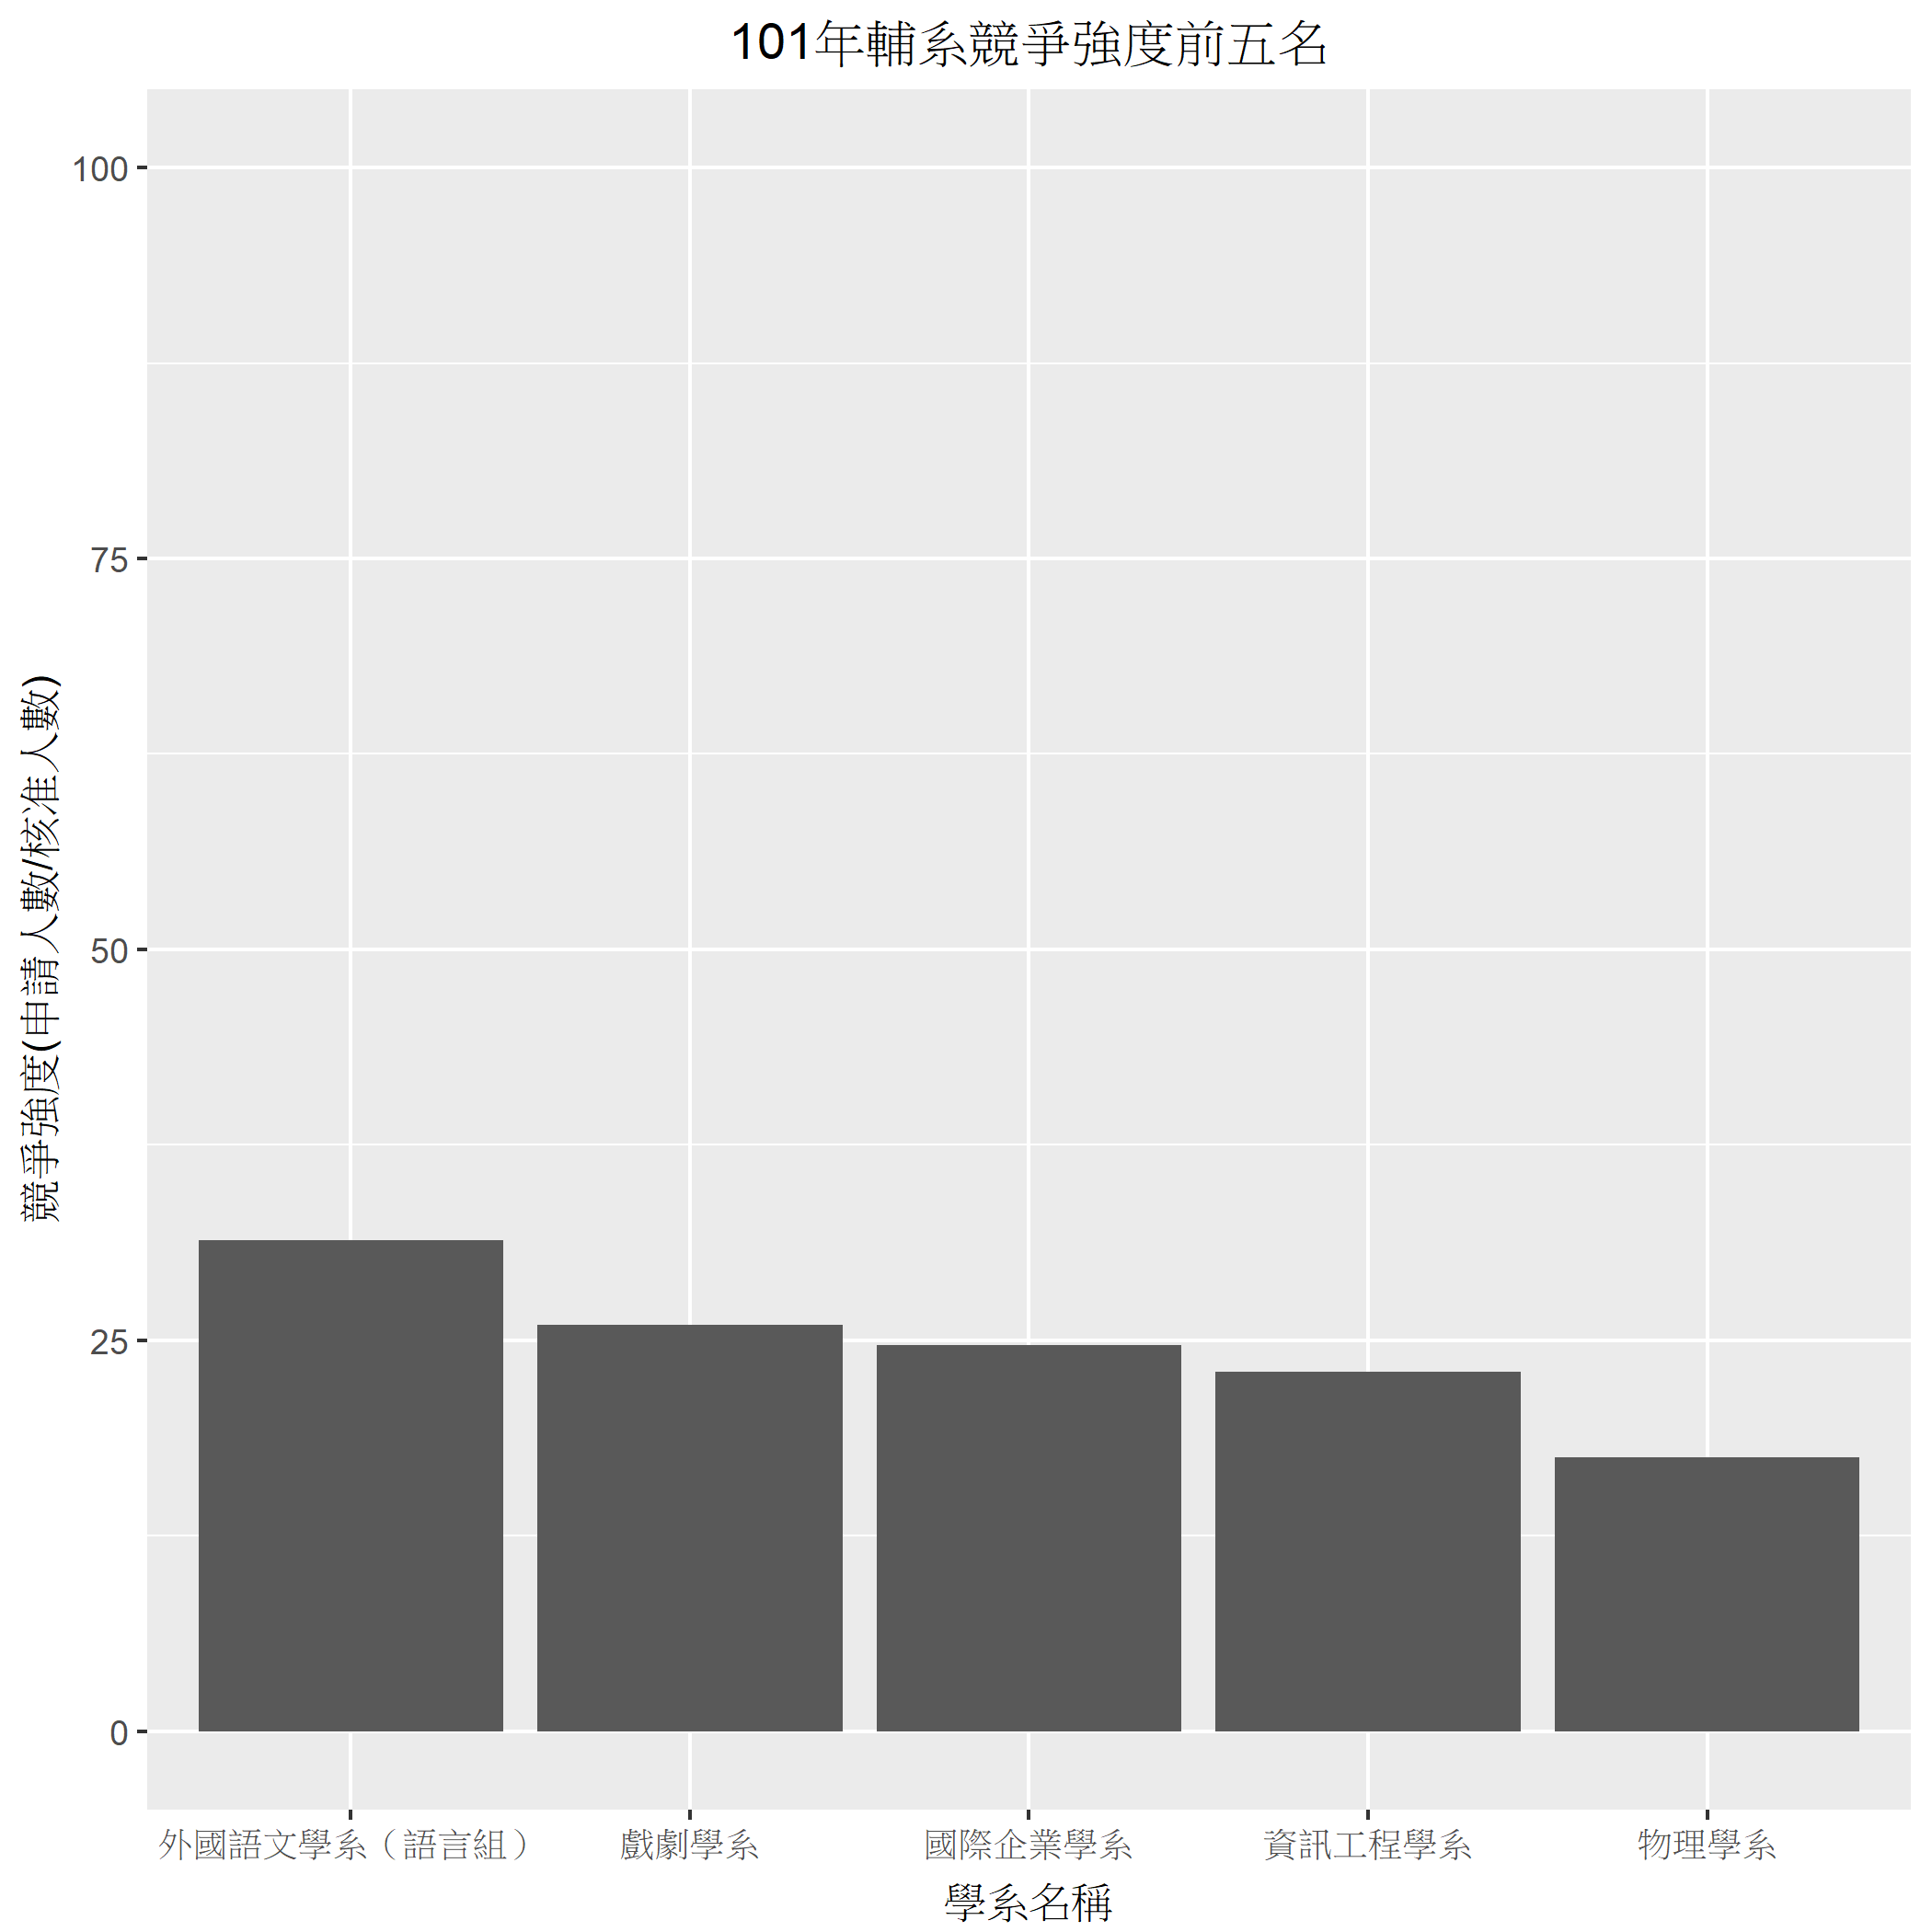 101年輔系競爭強度前五名
競爭強度(申請人數/核准人數)
100
75
50
25
0
外國語文學系（語言組） 戲劇學系 國際企業學系 資訊工程學系 物理學系
學系名稱